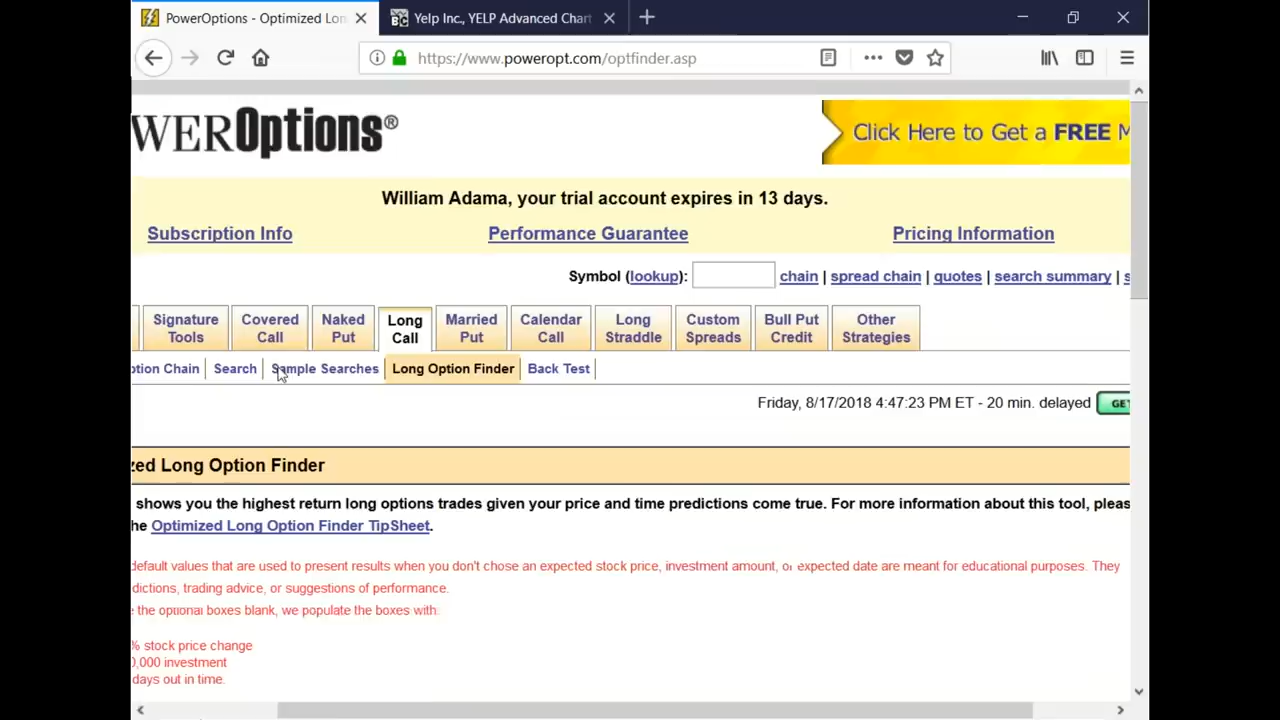 PowerOptions - Optimized Lon
Yelp Inc., YELP Advanced Chart
https://www.poweropt.com/optfinder.asp
WEROptions®
Click Here to Get a FREE M
William Adama, your trial account expires in 13 days.
Subscription Info
Performance Guarantee
Pricing Information
Symbol (lookup): chain | spread chain | quotes | search summary | s
Signature Tools
Covered Call
Naked Put
Long Call
Married Put
Calendar Call
Long Straddle
Custom Spreads
Bull Put Credit
Other Strategies
ption Chain | Search | Sample Searches | Long Option Finder | Back Test |
Friday, 8/17/2018 4:47:23 PM ET - 20 min. delayed
GET
zed Long Option Finder
shows you the highest return long options trades given your price and time predictions come true. For more information about this tool, pleas
he Optimized Long Option Finder TipSheet.
default values that are used to present results when you don't chose an expected stock price, investment amount, or expected date are meant for educational purposes. They
dictions, trading advice, or suggestions of performance.
e the optional boxes blank, we populate the boxes with:
% stock price change
0,000 investment
days out in time.